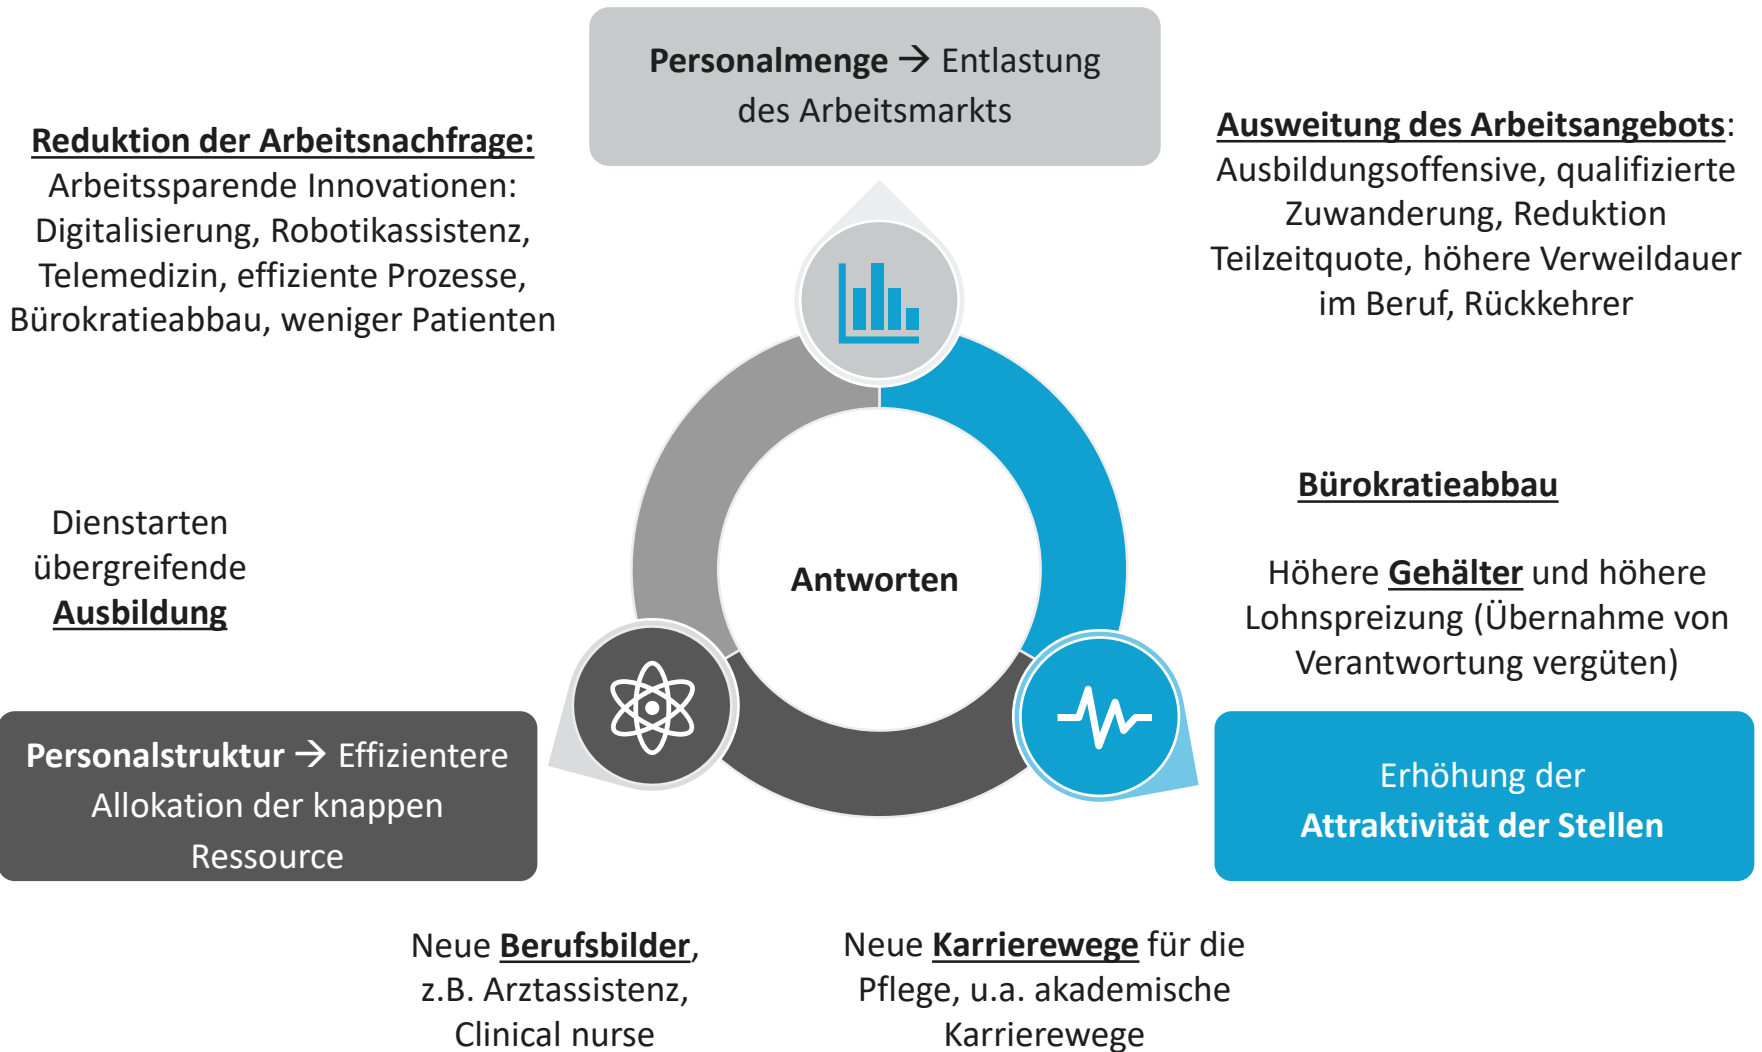 Personalmenge → Entlastung
des Arbeitsmarkts
Reduktion der Arbeitsnachfrage:
Arbeitssparende Innovationen:
Digitalisierung, Robotikassistenz,
Telemedizin, effiziente Prozesse,
Bürokratieabbau, weniger Patienten
Ausweitung des Arbeitsangebots:
Ausbildungsoffensive, qualifizierte
Zuwanderung, Reduktion
Teilzeitquote, höhere Verweildauer
im Beruf, Rückkehrer
Dienstarten
übergreifende
Ausbildung
Antworten
Bürokratieabbau
Höhere Gehälter und höhere
Lohnspreizung (Übernahme von
Verantwortung vergüten)
Personalstruktur → Effizientere
Allokation der knappen
Ressource
Erhöhung der
Attraktivität der Stellen
Neue Berufsbilder,
z.B. Arztassistenz,
Clinical nurse
Neue Karrierewege für die
Pflege, u.a. akademische
Karrierewege